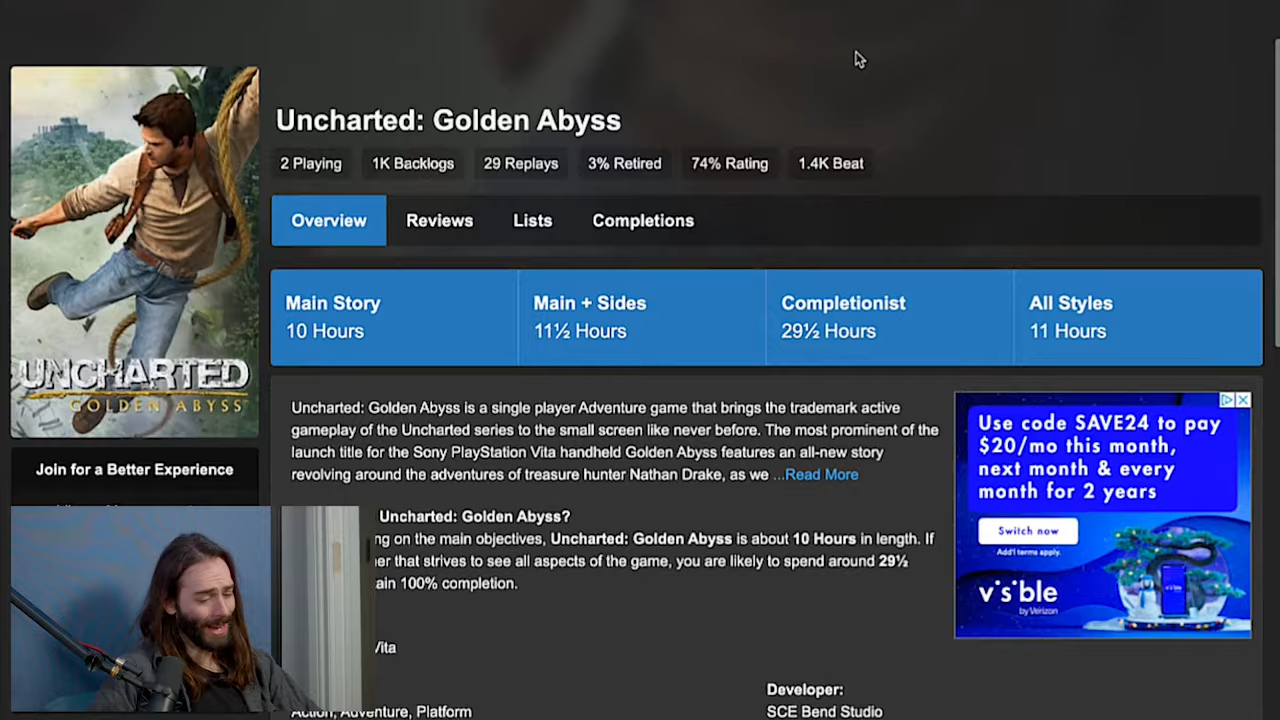 Uncharted: Golden Abyss
2 Playing
1K Backlogs
29 Replays
3% Retired
74% Rating
1.4K Beat
Overview
Reviews
Lists
Completions
Main Story
10 Hours
Main + Sides
11½ Hours
Completionist
29½ Hours
All Styles
11 Hours
UNCHARTED
GOLDEN ABYSS
Join for a Better Experience
Uncharted: Golden Abyss is a single player Adventure game that brings the trademark active
gameplay of the Uncharted series to the small screen like never before. The most prominent of the
launch title for the Sony PlayStation Vita handheld Golden Abyss features an all-new story
revolving around the adventures of treasure hunter Nathan Drake, as we ...Read More
Uncharted: Golden Abyss?
ng on the main objectives, Uncharted: Golden Abyss is about 10 Hours in length. If
er that strives to see all aspects of the game, you are likely to spend around 29½
ain 100% completion.
Vita
Action, Adventure, Platform
Developer:
SCE Bend Studio
Use code SAVE24 to pay
$20/mo this month,
next month & every
month for 2 years
Switch now
Add'l terms apply.
visible
by Verizon